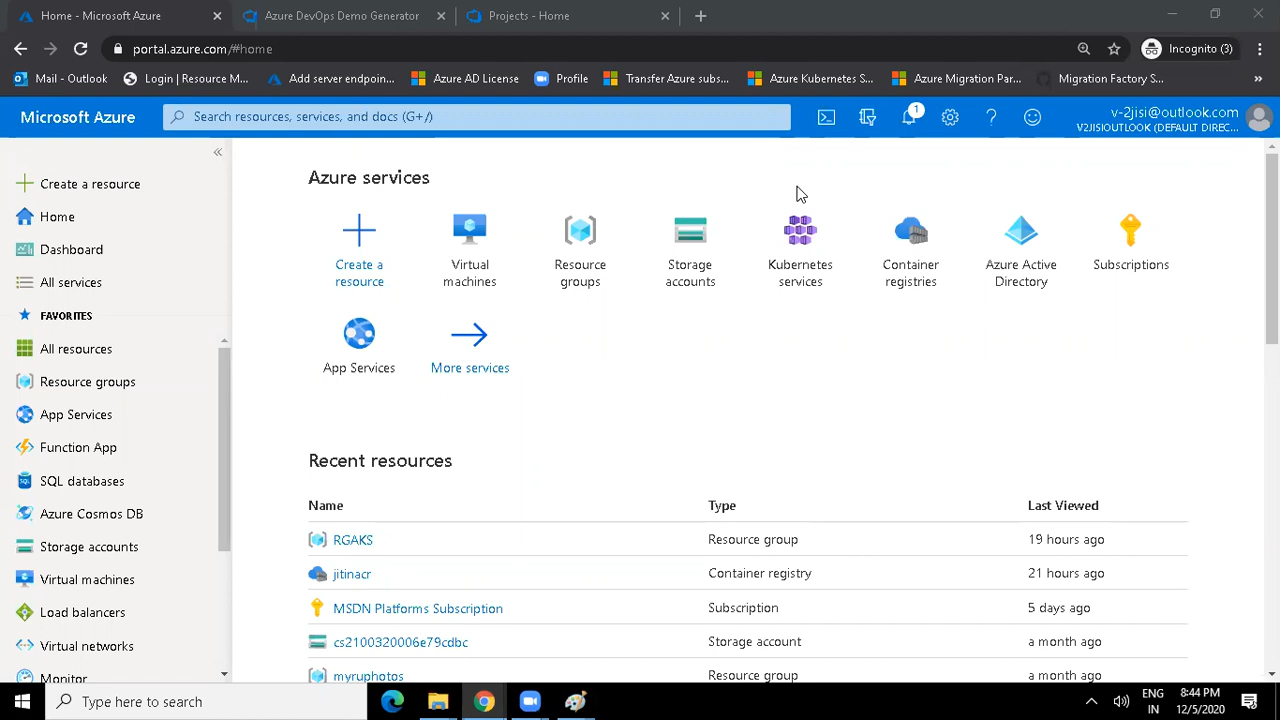 Home - Microsoft Azure
Azure DevOps Demo Generator
Projects - Home
portal.azure.com/#home
Incognito (3)
Mail - Outlook
Login | Resource M...
Add server endpoin...
Azure AD License
Profile
Transfer Azure subs...
Azure Kubernetes S...
Azure Migration Par...
Migration Factory S...
»
Microsoft Azure
Search resources, services, and docs (G+/)
1
v-2jisi@outlook.com
V2JISIOUTLOOK (DEFAULT DIREC...
«
Create a resource
Home
Dashboard
All services
FAVORITES
All resources
Resource groups
App Services
Function App
SQL databases
Azure Cosmos DB
Storage accounts
Virtual machines
Load balancers
Virtual networks
Monitor
Azure services
Create a
resource
Virtual
machines
Resource
groups
Storage
accounts
Kubernetes
services
Container
registries
Azure Active
Directory
Subscriptions
App Services
More services
Recent resources
Name Type Last Viewed
RGAKS Resource group 19 hours ago
jitinacr Container registry 21 hours ago
MSDN Platforms Subscription Subscription 5 days ago
cs2100320006e79cdbc Storage account a month ago
myruphotos Resource group a month ago
Type here to search
ENG
IN
8:44 PM
12/5/2020